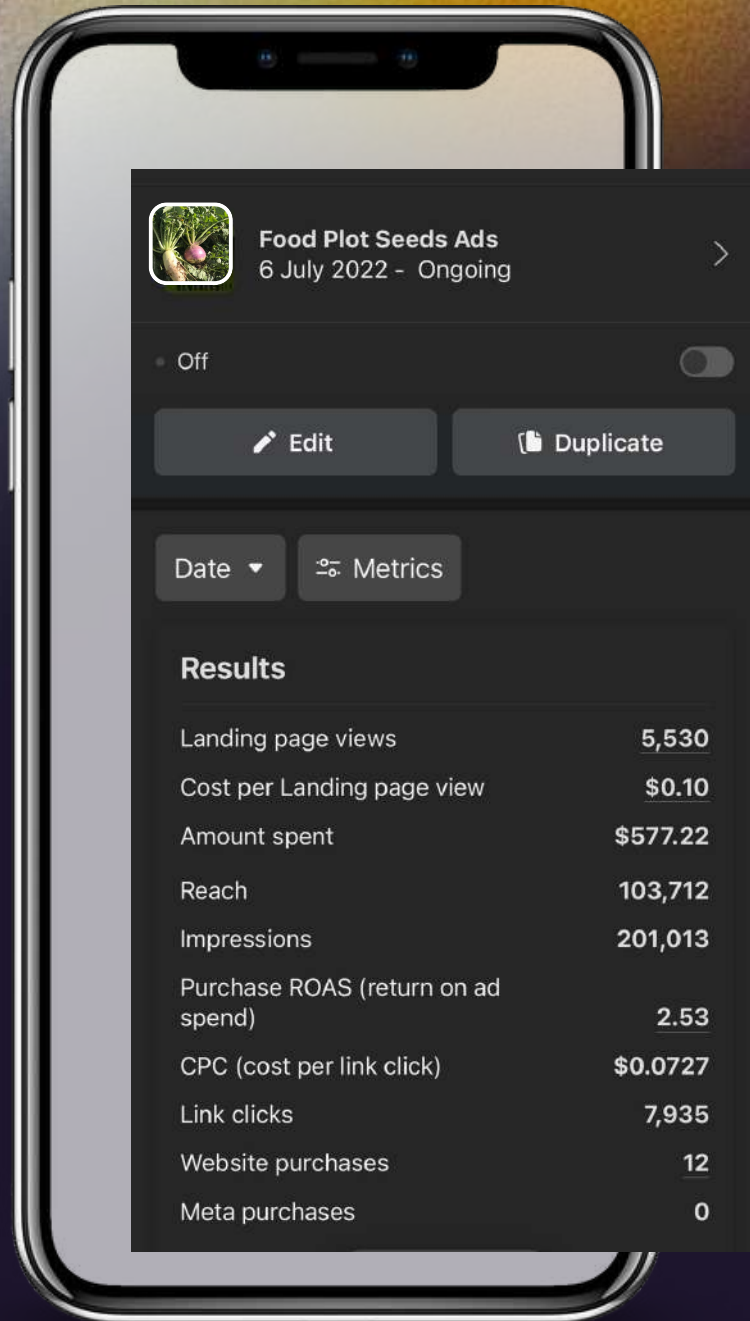 Food Plot Seeds Ads
6 July 2022 - Ongoing
Off
Edit
Duplicate
Date
Metrics
Results
Landing page views 5,530
Cost per Landing page view $0.10
Amount spent $577.22
Reach 103,712
Impressions 201,013
Purchase ROAS (return on ad
spend) 2.53
CPC (cost per link click) $0.0727
Link clicks 7,935
Website purchases 12
Meta purchases 0